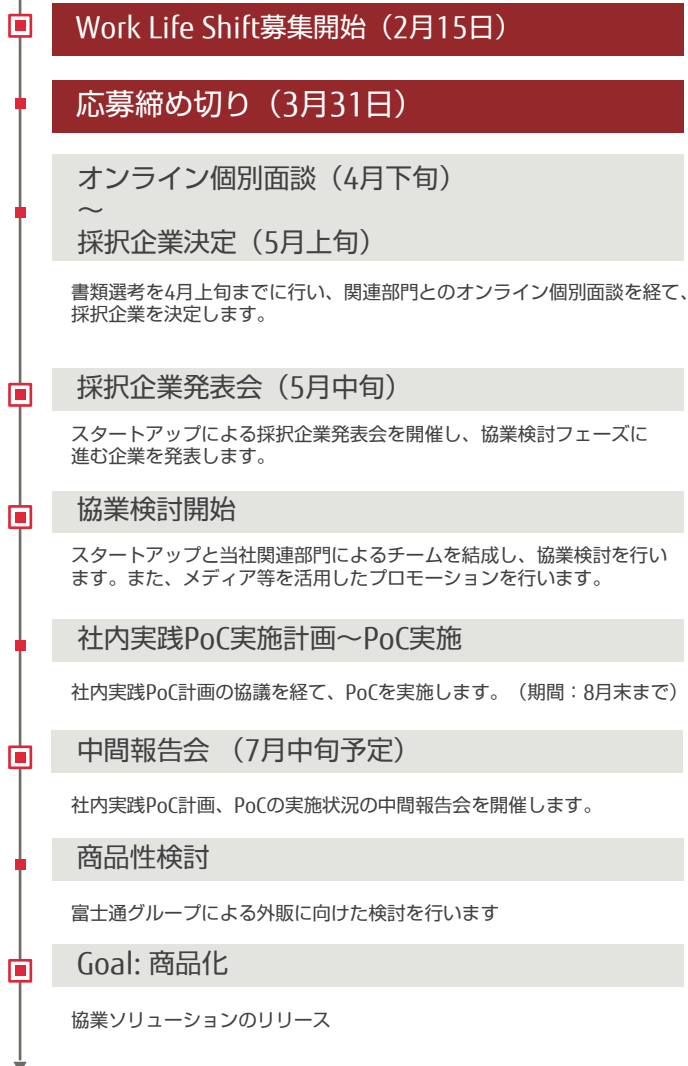 Work Life Shift募集開始（2月15日）
応募締め切り（3月31日）
オンライン個別面談（4月下旬）
～
採択企業決定（5月上旬）
書類選考を4月上旬までに行い、関連部門とのオンライン個別面談を経て、
採択企業を決定します。
採択企業発表会（5月中旬）
スタートアップによる採択企業発表会を開催し、協業検討フェーズに
進む企業を発表します。
協業検討開始
スタートアップと当社関連部門によるチームを結成し、協業検討を行い
ます。また、メディア等を活用したプロモーションを行います。
社内実践PoC実施計画～PoC実施
社内実践PoC計画の協議を経て、PoCを実施します。（期間：8月末まで）
中間報告会 （7月中旬予定）
社内実践PoC計画、PoCの実施状況の中間報告会を開催します。
商品性検討
富士通グループによる外販に向けた検討を行います
Goal: 商品化
協業ソリューションのリリース